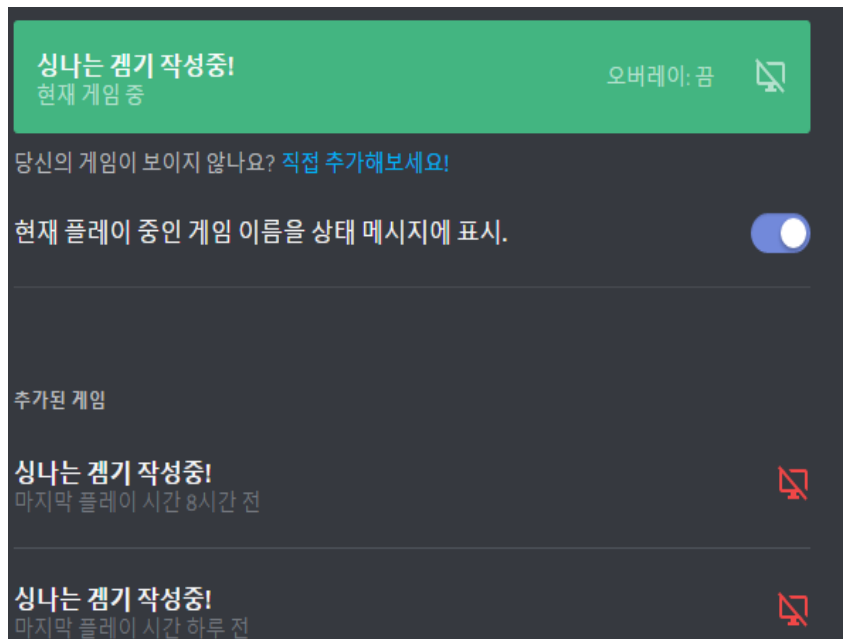 싱나는 겜기 작성중!
현재 게임 중
오버레이: 끔
당신의 게임이 보이지 않나요? 직접 추가해보세요!
현재 플레이 중인 게임 이름을 상태 메시지에 표시.
추가된 게임
싱나는 겜기 작성중!
마지막 플레이 시간 8시간 전
싱나는 겜기 작성중!
마지막 플레이 시간 하루 전